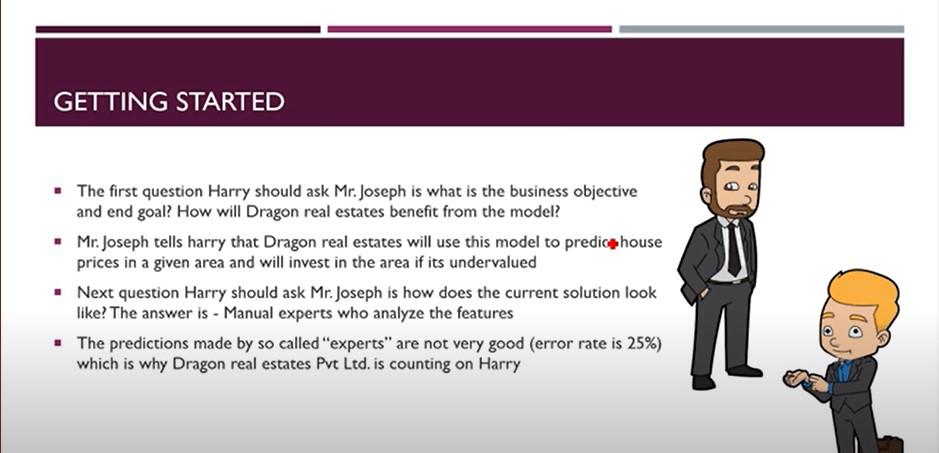 GETTING STARTED
The first question Harry should ask Mr. Joseph is what is the business objective
and end goal? How will Dragon real estates benefit from the model?
Mr. Joseph tells harry that Dragon real estates will use this model to house
prices in a given area and will invest in the area if its undervalued
Next question Harry should ask Mr. Joseph is how does the current solution look
like? The answer is - Manual experts who analyze the features
The predictions made by so called “experts” are not very good (error rate is 25%)
which is why Dragon real estates Pvt Ltd. is counting on Harry